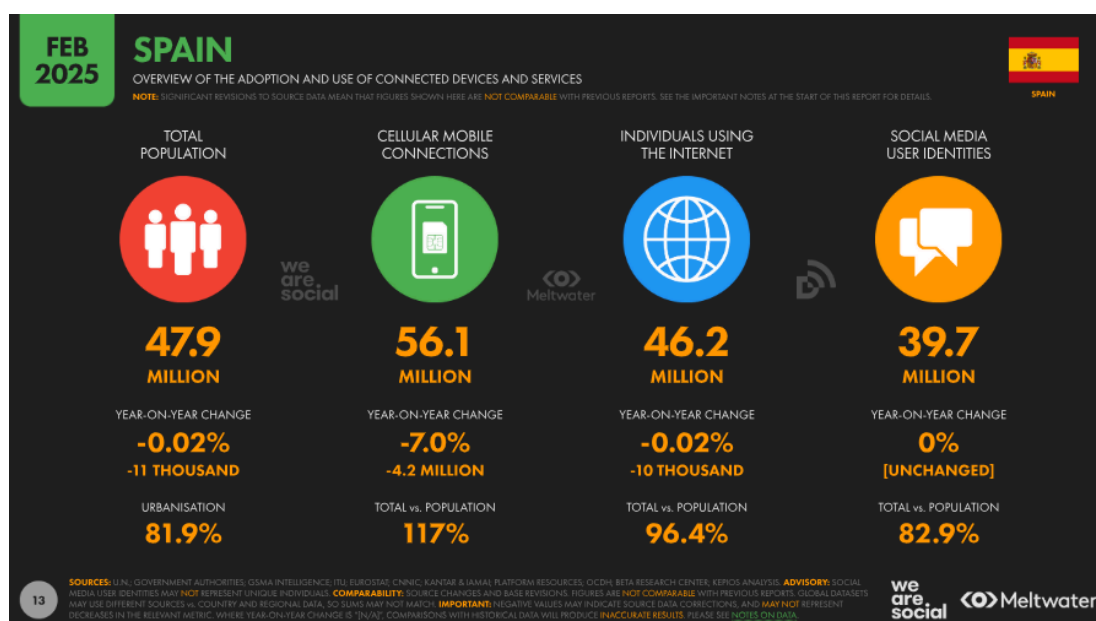 FEB
2025
SPAIN
OVERVIEW OF THE ADOPTION AND USE OF CONNECTED DEVICES AND SERVICES
NOTE: SIGNIFICANT REVISIONS TO SOURCE DATA MEAN THAT FIGURES SHOWN HERE ARE NOT COMPARABLE WITH PREVIOUS REPORTS. SEE THE IMPORTANT NOTES AT THE START OF THIS REPORT FOR DETAILS.
SPAIN
TOTAL
POPULATION
47.9
MILLION
YEAR-ON-YEAR CHANGE
-0.02%
-11 THOUSAND
URBANISATION
81.9%
CELLULAR MOBILE
CONNECTIONS
56.1
MILLION
YEAR-ON-YEAR CHANGE
-7.0%
-4.2 MILLION
TOTAL vs. POPULATION
117%
INDIVIDUALS USING
THE INTERNET
46.2
MILLION
YEAR-ON-YEAR CHANGE
-0.02%
-10 THOUSAND
TOTAL vs. POPULATION
96.4%
SOCIAL MEDIA
USER IDENTITIES
39.7
MILLION
YEAR-ON-YEAR CHANGE
0%
[UNCHANGED]
TOTAL vs. POPULATION
82.9%
we
are.
social
Meltwater
13
SOURCES: U.N.; GOVERNMENT AUTHORITIES; GSMA INTELLIGENCE; ITU; EUROSTAT; CNNIC; KANTAR & IAMAI; PLATFORM RESOURCES; OCDH; BETA RESEARCH CENTER; KEPIOS ANALYSIS. ADVISORY: SOCIAL
MEDIA USER IDENTITIES MAY NOT REPRESENT UNIQUE INDIVIDUALS. COMPARABILITY: SOURCE CHANGES AND BASE REVISIONS. FIGURES ARE NOT COMPARABLE WITH PREVIOUS REPORTS. GLOBAL DATASETS
MAY USE DIFFERENT SOURCES vs. COUNTRY AND REGIONAL DATA, SO SUMS MAY NOT MATCH. IMPORTANT: NEGATIVE VALUES MAY INDICATE SOURCE DATA CORRECTIONS, AND MAY NOT REPRESENT
DECREASES IN THE RELEVANT METRIC. WHERE YEAR-ON-YEAR CHANGE IS "[N/A]", COMPARISONS WITH HISTORICAL DATA WILL PRODUCE INACCURATE RESULTS. PLEASE SEE NOTES ON DATA.
we
are.
social
Meltwater